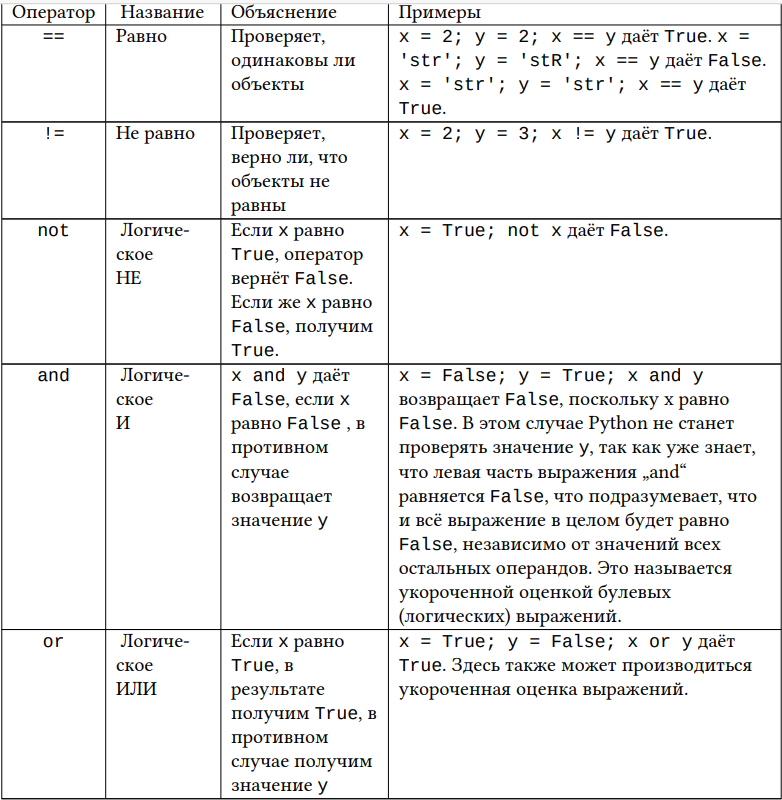 Оператор Название Объяснение Примеры
== Равно Проверяет, x = 2; y = 2; x == y даёт True. x =
одинаковы ли 'str'; y = 'stR'; x == y даёт False.
объекты x = 'str'; y = 'str'; x == y даёт
True.
!= Не равно Проверяет, x = 2; y = 3; x != y даёт True.
верно ли, что
объекты не
равны
not Логиче- Если x равно x = True; not x даёт False.
ское True, оператор
НЕ вернёт False.
Если же x равно
False, получим
True.
and Логиче- x and y даёт x = False; y = True; x and y
ское False, если x возвращает False, поскольку x равно
И равно False , в False. В этом случае Python не станет
противном проверять значение y, так как уже знает,
случае что левая часть выражения „and“
возвращает равняется False, что подразумевает, что
значение y и всё выражение в целом будет равно
False, независимо от значений всех
остальных операндов. Это называется
укороченной оценкой булевых
(логических) выражений.
or Логиче- Если x равно x = True; y = False; x or y даёт
ское True, в True. Здесь также может производиться
ИЛИ результате укороченная оценка выражений.
получим True, в
противном
случае получим
значение y